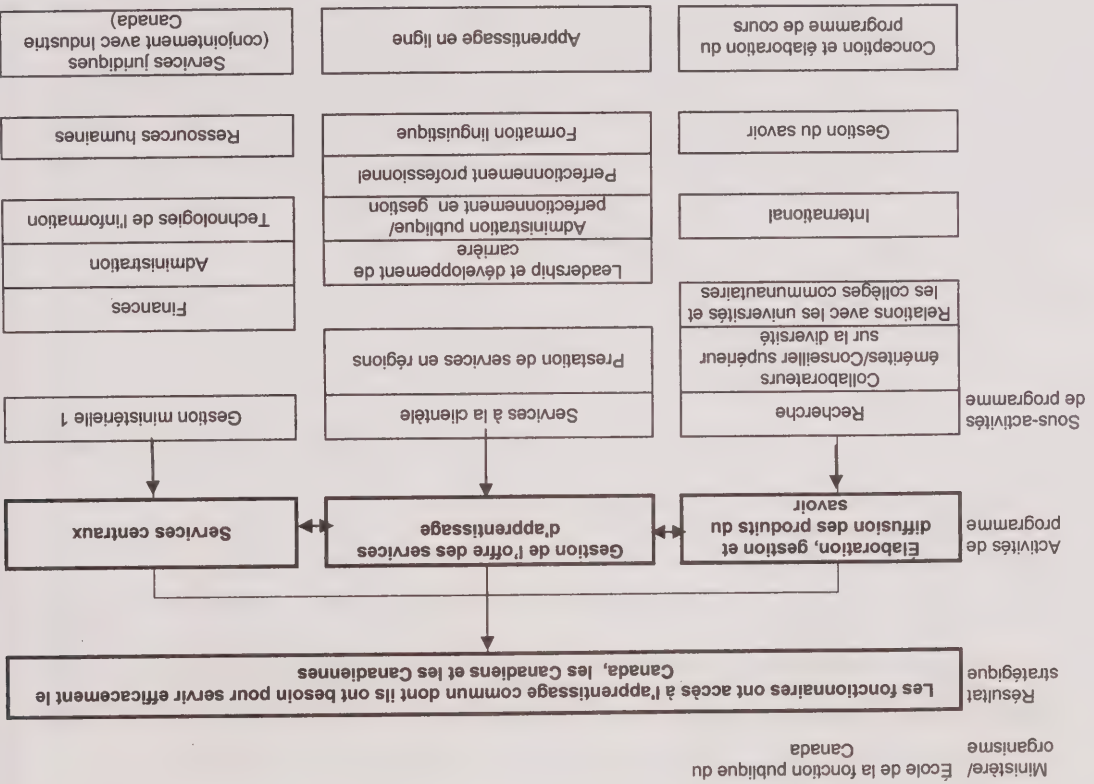 Ministère/ École de la fonction publique du
organisme Canada
Résultat
stratégique
Les fonctionnaires ont accès à l'apprentissage commun dont ils ont besoin pour servir efficacement le
Canada, les Canadiens et les Canadiennes
Activités de
programme
Élaboration, gestion et
diffusion des produits du
savoir
Gestion de l'offre des services
d'apprentissage
Services centraux
Sous-activités
de programme
Recherche
Collaborateurs
émérites/Conseiller supérieur
sur la diversité
Relations avec les universités et
les collèges communautaires
International
Gestion du savoir
Conception et élaboration du
programme de cours
Services à la clientèle
Prestation de services en régions
Leadership et développement de
carrière
Administration publique/
perfectionnement en gestion
Perfectionnement professionnel
Formation linguistique
Apprentissage en ligne
Gestion ministérielle 1
Finances
Administration
Technologies de l'information
Ressources humaines
Services juridiques
(conjointement avec Industrie
Canada)